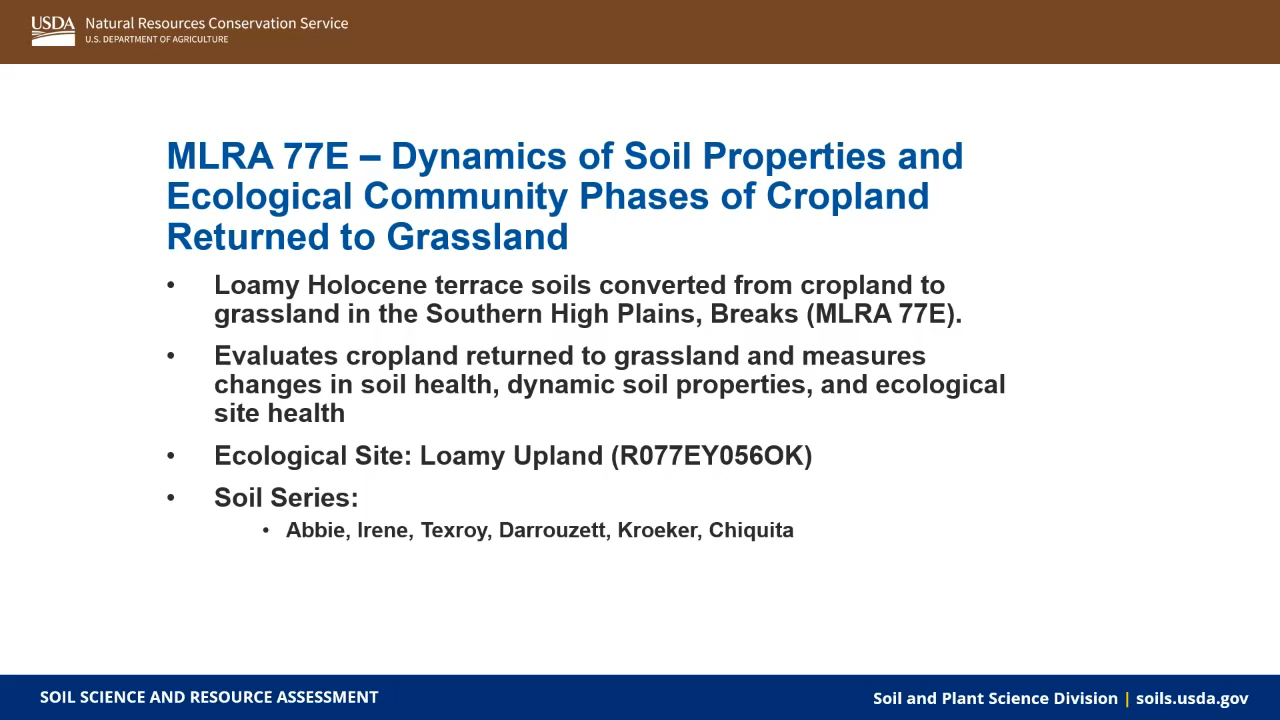 USDA
Natural Resources Conservation Service
U.S. DEPARTMENT OF AGRICULTURE
MLRA 77E – Dynamics of Soil Properties and
Ecological Community Phases of Cropland
Returned to Grassland
• Loamy Holocene terrace soils converted from cropland to
grassland in the Southern High Plains, Breaks (MLRA 77E).
• Evaluates cropland returned to grassland and measures
changes in soil health, dynamic soil properties, and ecological
site health
• Ecological Site: Loamy Upland (R077EY056OK)
• Soil Series:
• Abbie, Irene, Texroy, Darrouzett, Kroeker, Chiquita
SOIL SCIENCE AND RESOURCE ASSESSMENT
Soil and Plant Science Division | soils.usda.gov